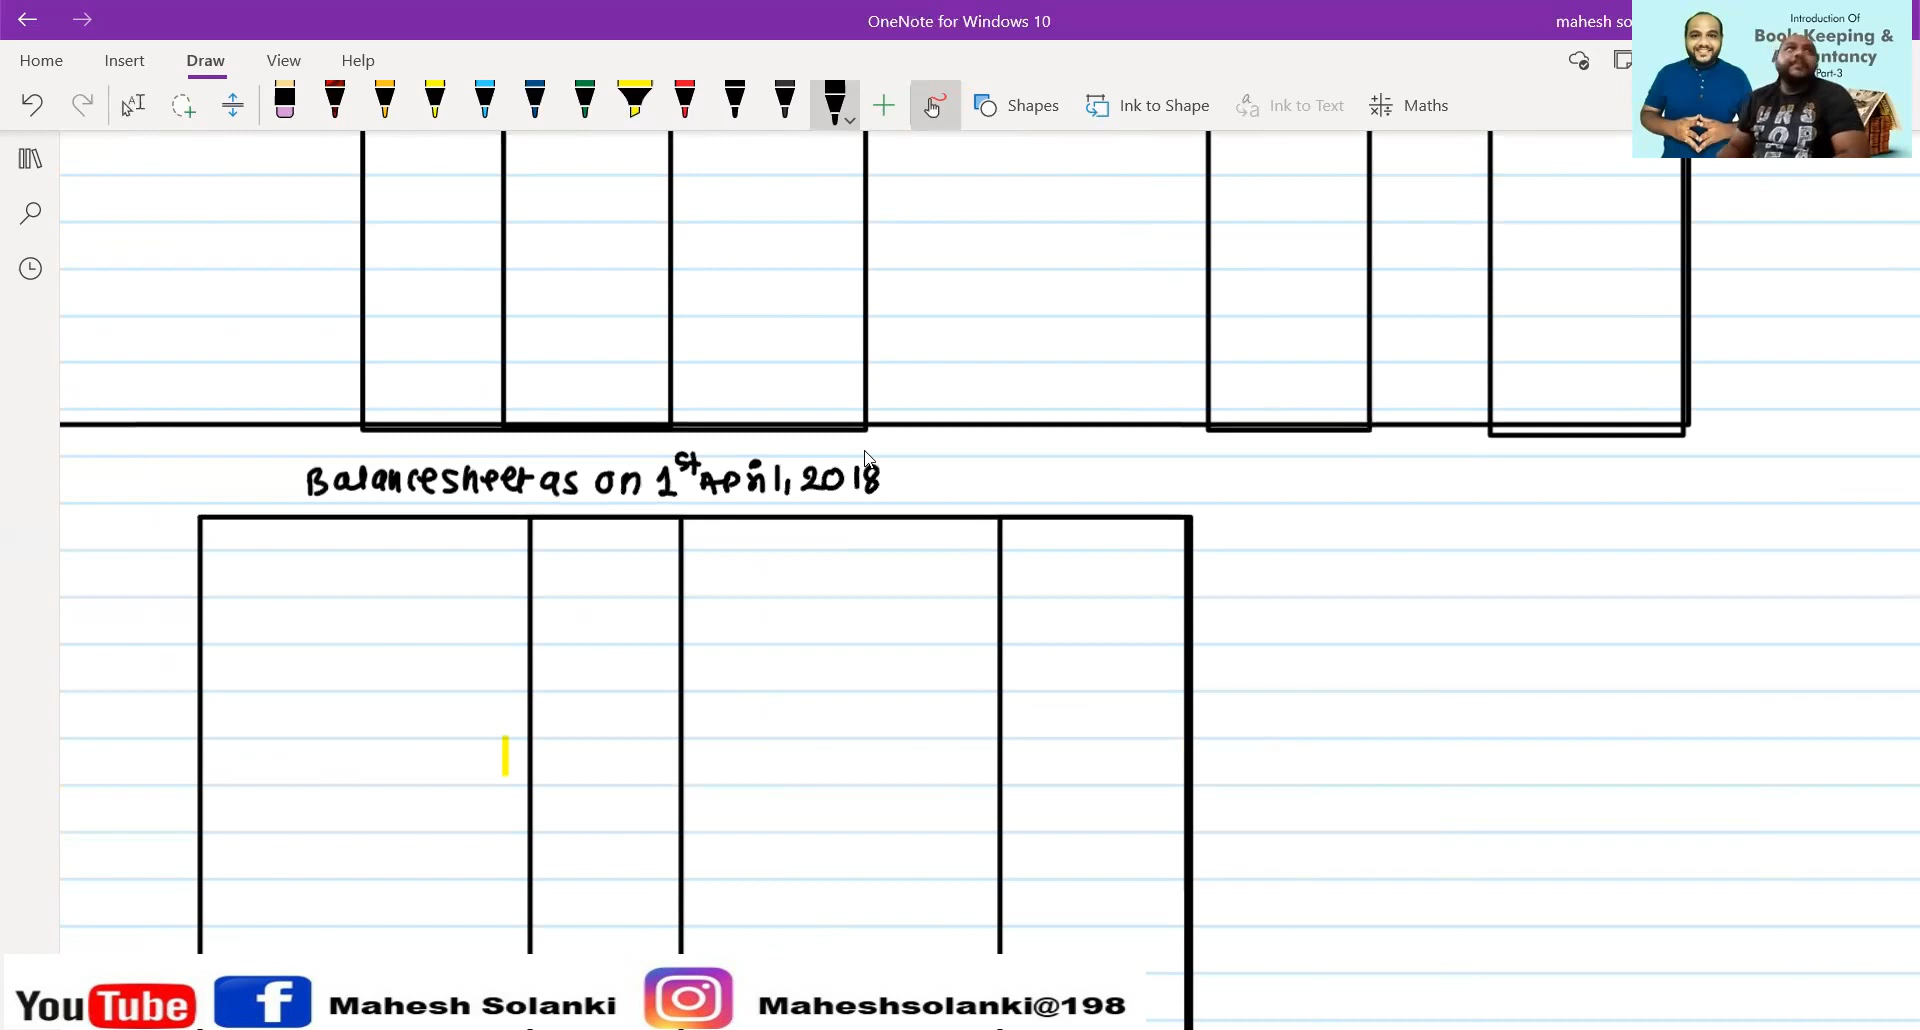 OneNote for Windows 10
mahesh so
Home Insert Draw View Help
Shapes Ink to Shape Ink to Text Maths
Introduction Of
Book Keeping &
Part-3
Balancesheet as on 1st April, 2018
YouTube f Mahesh Solanki Maheshsolanki@198